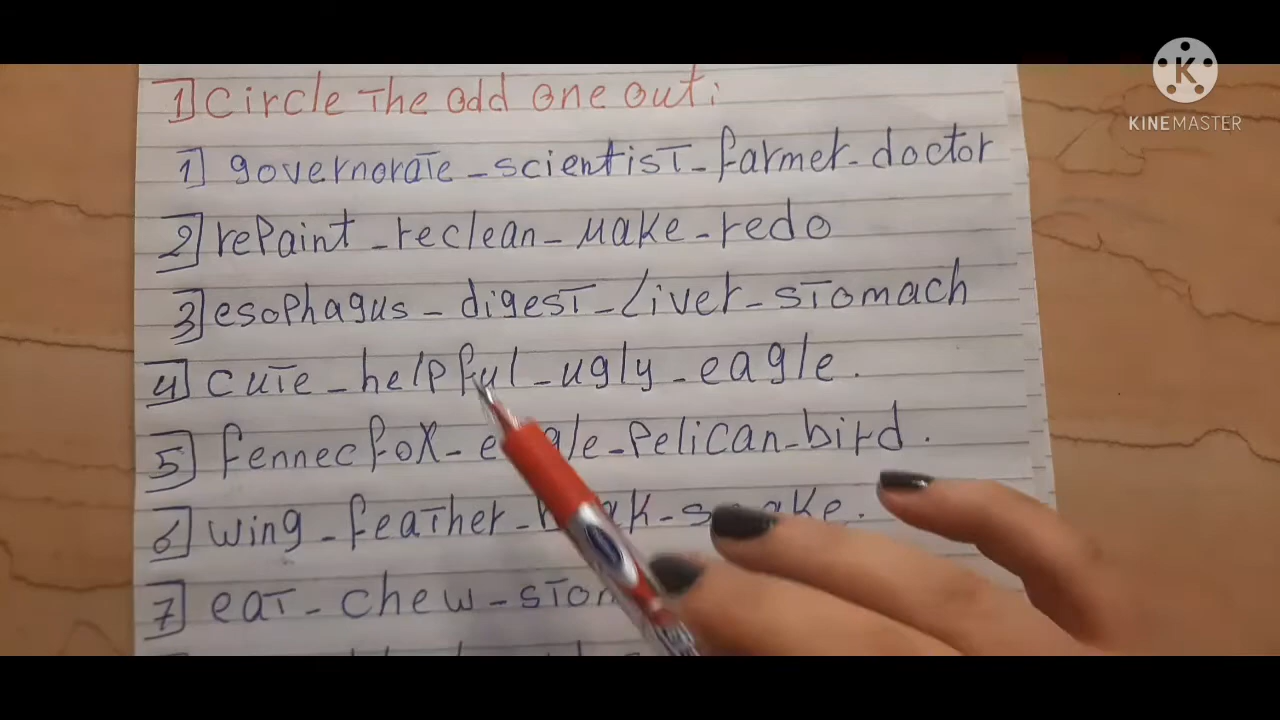 1] Circle The odd one out:
1] governorate - scientist - farmer - doctor
2] rePaint - reclean - Make - redo
3] esophagus - digest - Liver - stomach
4] cute - helpful - ugly - eagle.
5] fennec fox - eagle - Pelican - bird.
6] wing - feather - - snake.
7] eat - chew -
KINEMASTER